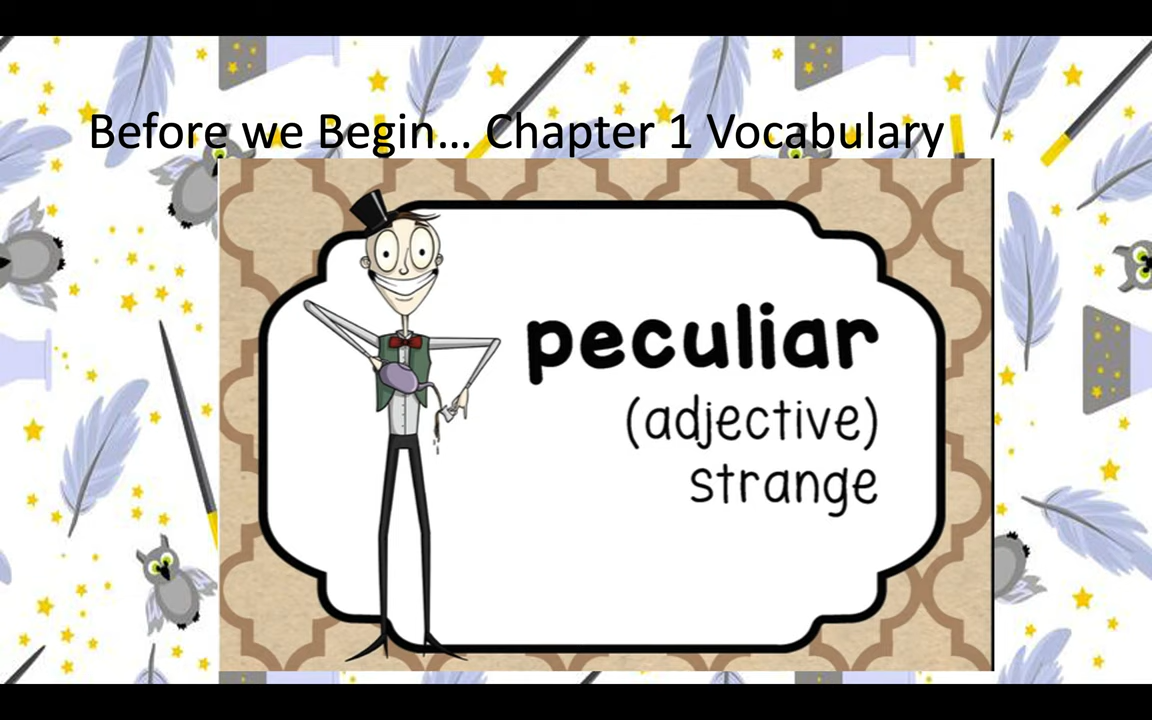 Before we Begin... Chapter 1 Vocabulary
peculiar
(adjective)
strange